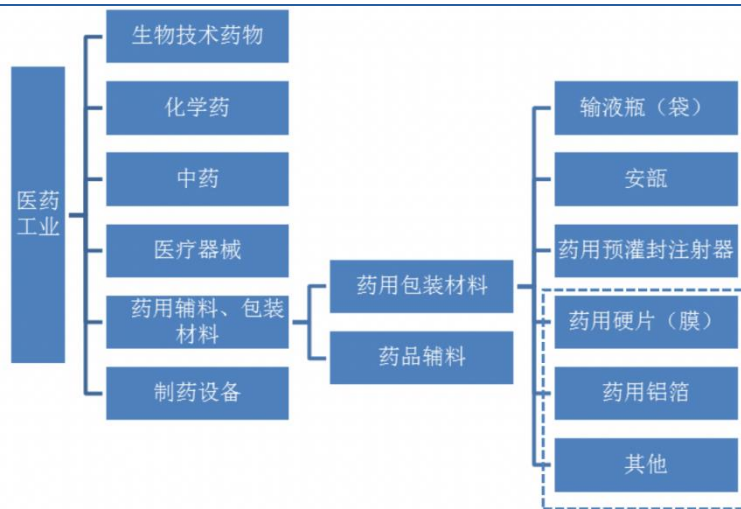 医药
工业
生物技术药物
化学药
中药
医疗器械
药用辅料、包装
材料
制药设备
药用包装材料
药品辅料
输液瓶（袋）
安瓿
药用预灌封注射器
药用硬片（膜）
药用铝箔
其他